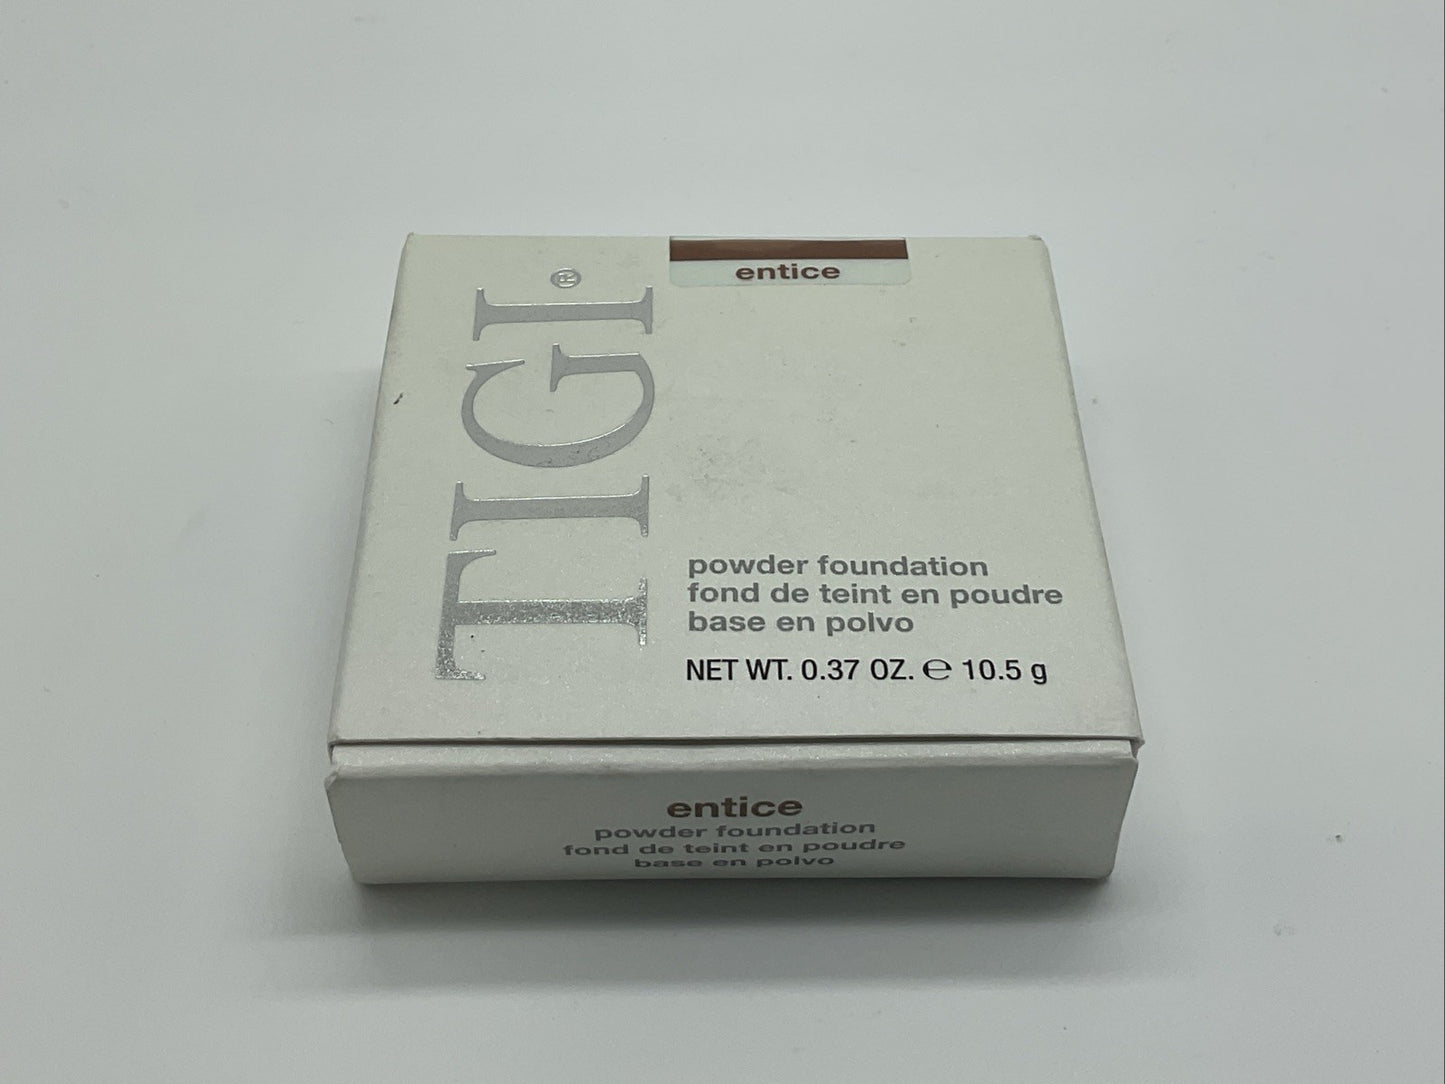 TIGI®
entice
powder foundation
fond de teint en poudre
base en polvo
NET WT. 0.37 OZ. ℮ 10.5 g
entice
powder foundation
fond de teint en poudre
base en polvo